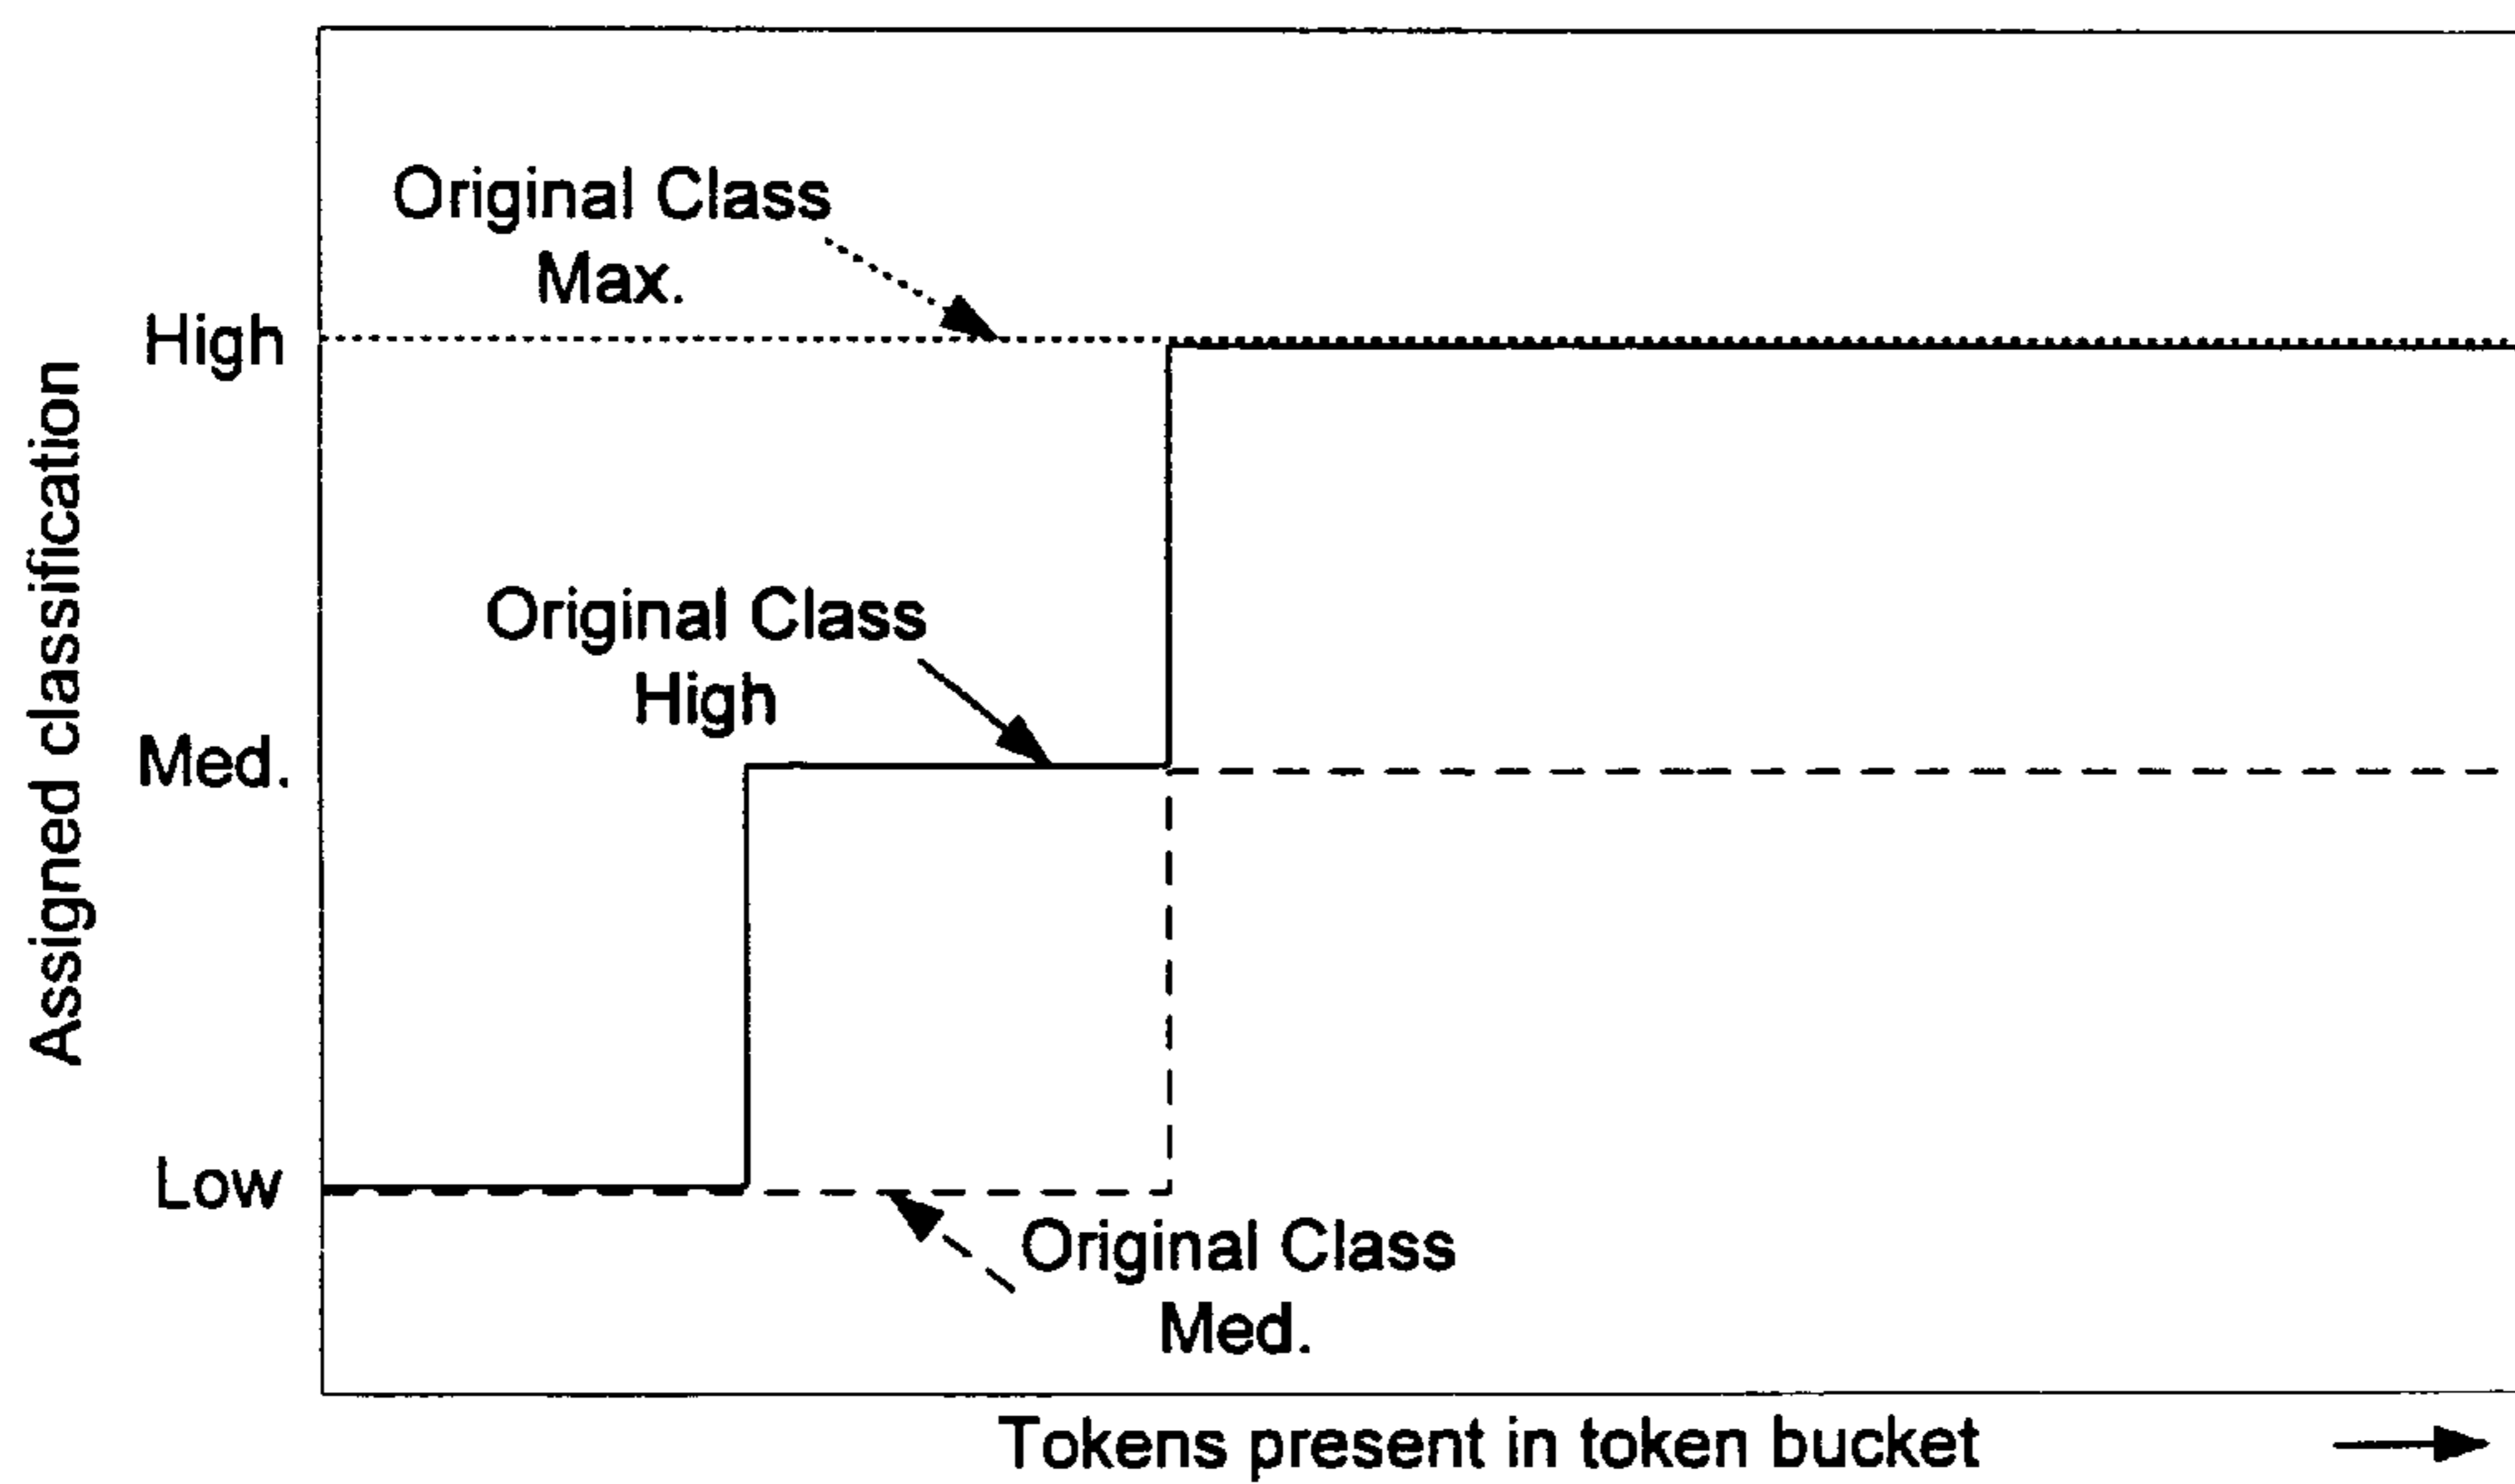 Original Class
Max.
High
Assigned classification
Original Class
High
Med.
Low
Original Class
Med.
Tokens present in token bucket